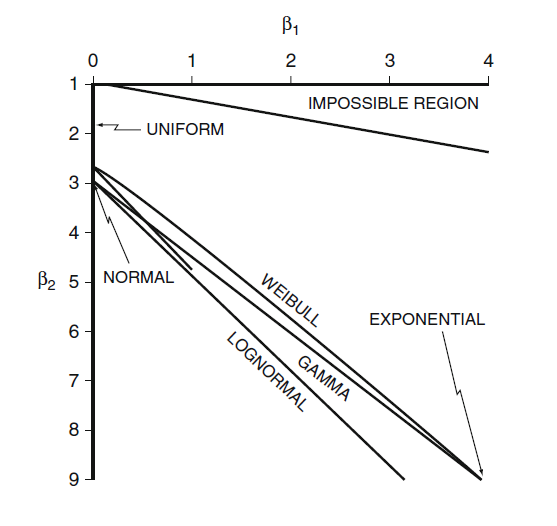 β1
0 1 2 3 4
1
IMPOSSIBLE REGION
UNIFORM
2
3
4
NORMAL
β2 5
WEIBULL
EXPONENTIAL
6
GAMMA
LOGNORMAL
7
8
9